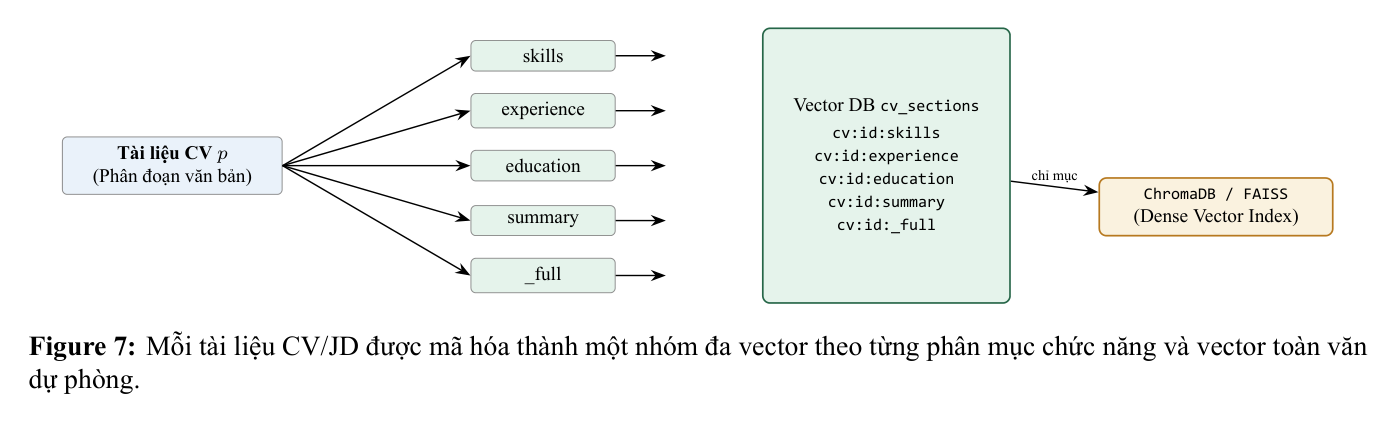 Tài liệu CV p
(Phân đoạn văn bản)
skills
experience
education
summary
_full
Vector DB cv_sections
cv:id:skills
cv:id:experience
cv:id:education
cv:id:summary
cv:id:_full
chỉ mục
ChromaDB / FAISS
(Dense Vector Index)
Figure 7: Mỗi tài liệu CV/JD được mã hóa thành một nhóm đa vector theo từng phân mục chức năng và vector toàn văn
dự phòng.